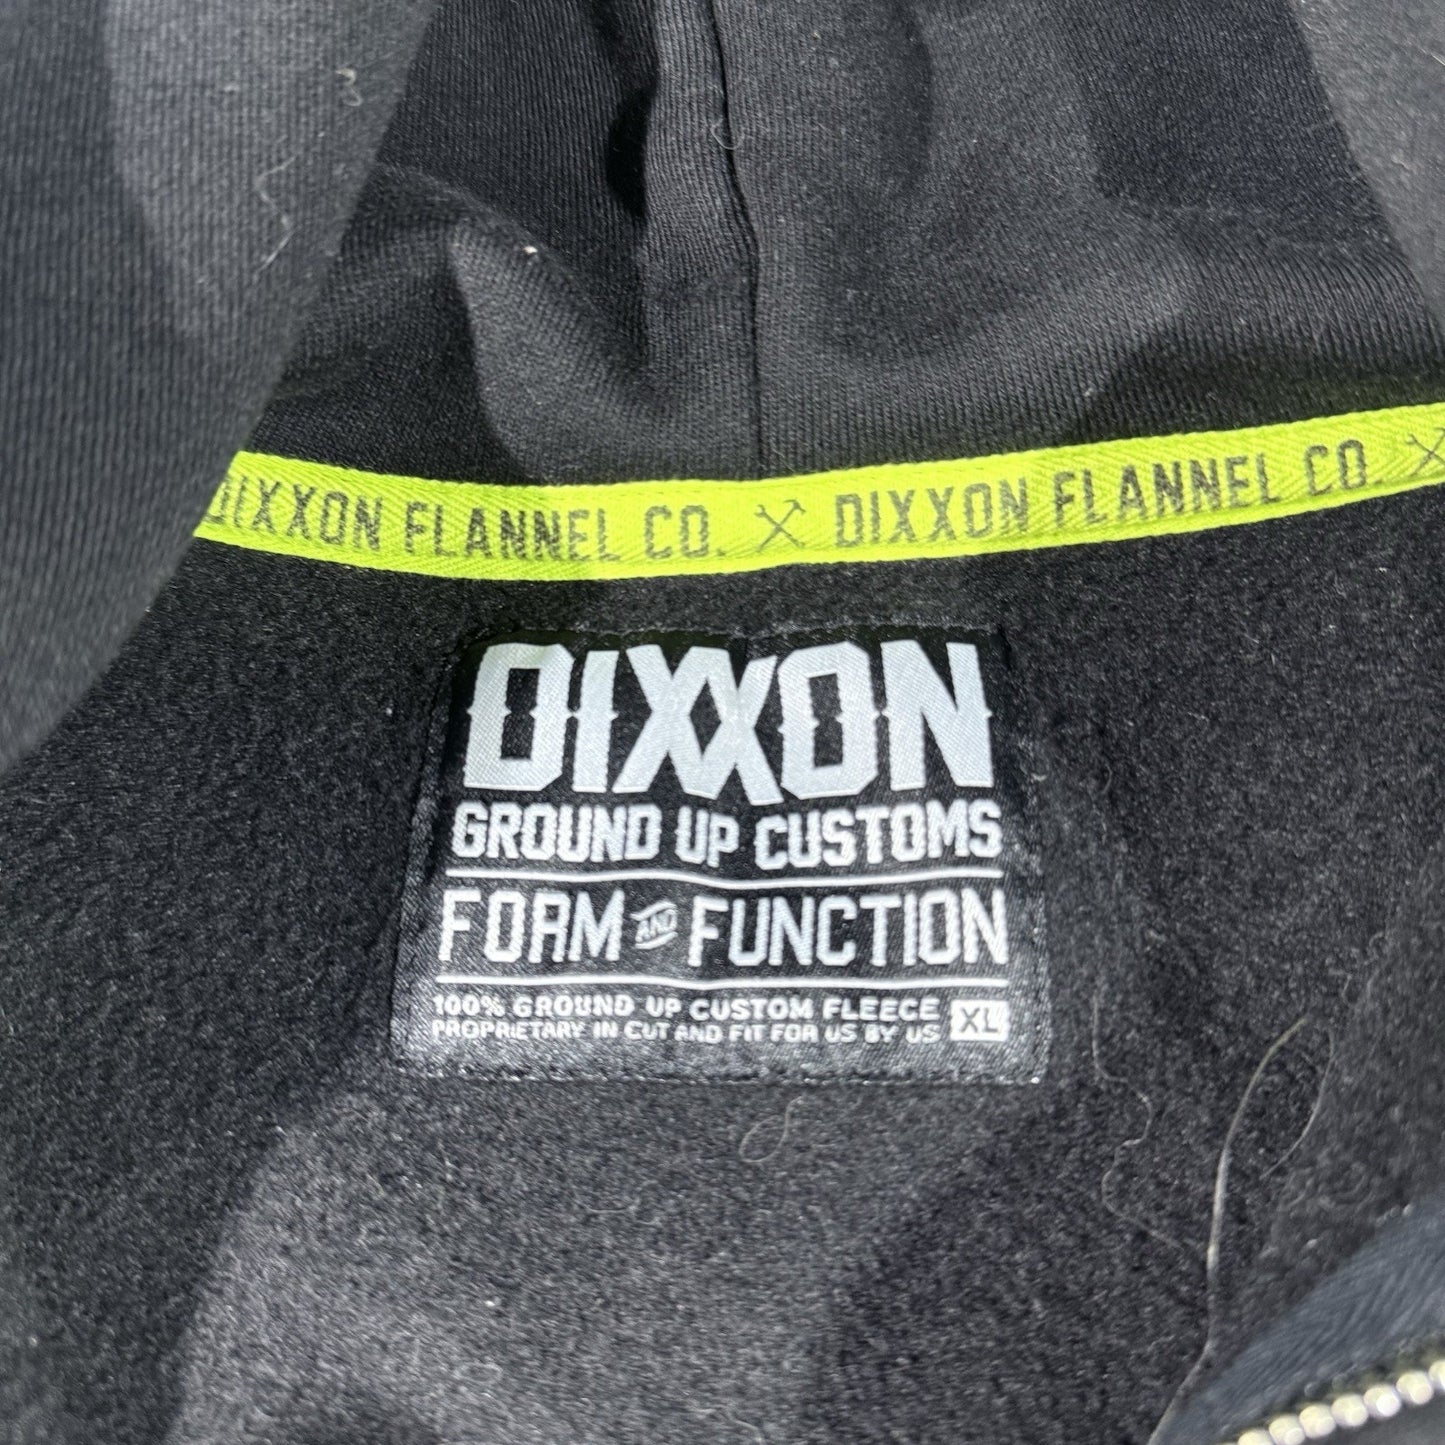 DIXXON FLANNEL CO. DIXXON FLANNEL CO.
DIXXON
GROUND UP CUSTOMS
FORM AND FUNCTION
100% GROUND UP CUSTOM FLEECE
PROPRIETARY IN CUT AND FIT FOR US BY US
XL